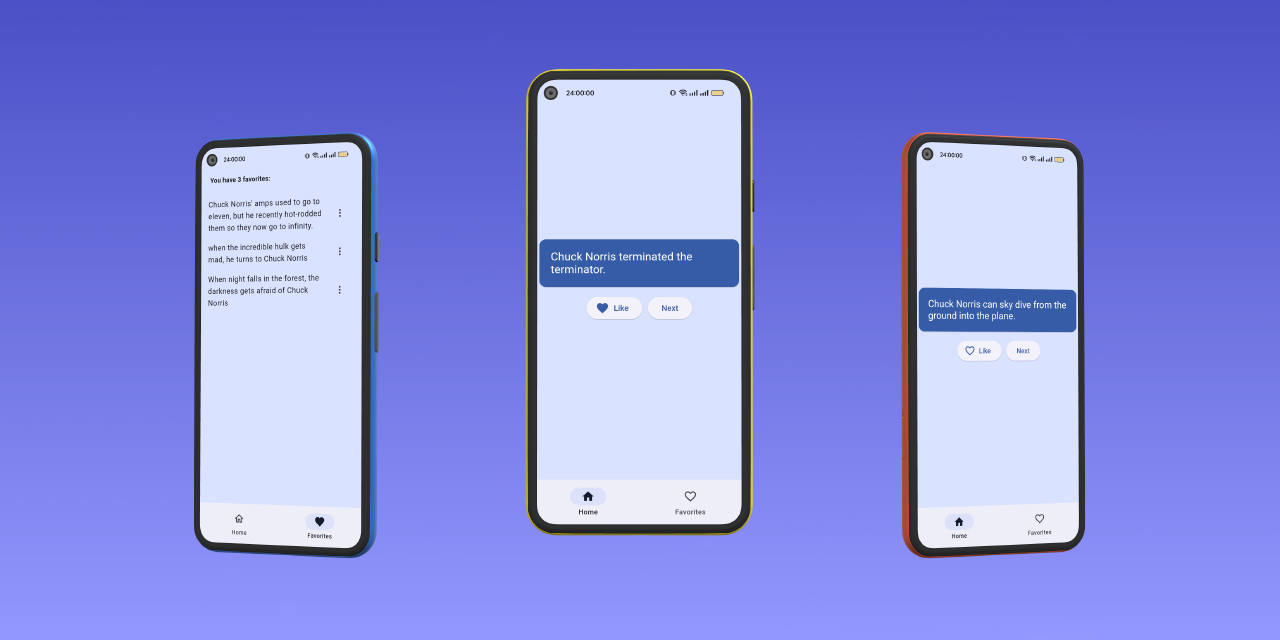 24:00:00
You have 3 favorites:
Chuck Norris' amps used to go to
eleven, but he recently hot-rodded
them so they now go to infinity.
when the incredible hulk gets
mad, he turns to Chuck Norris
When night falls in the forest, the
darkness gets afraid of Chuck
Norris
Home
Favorites
24:00:00
Chuck Norris terminated the
terminator.
Like
Next
Home
Favorites
24:00:00
Chuck Norris can sky dive from the
ground into the plane.
Like
Next
Home
Favorites